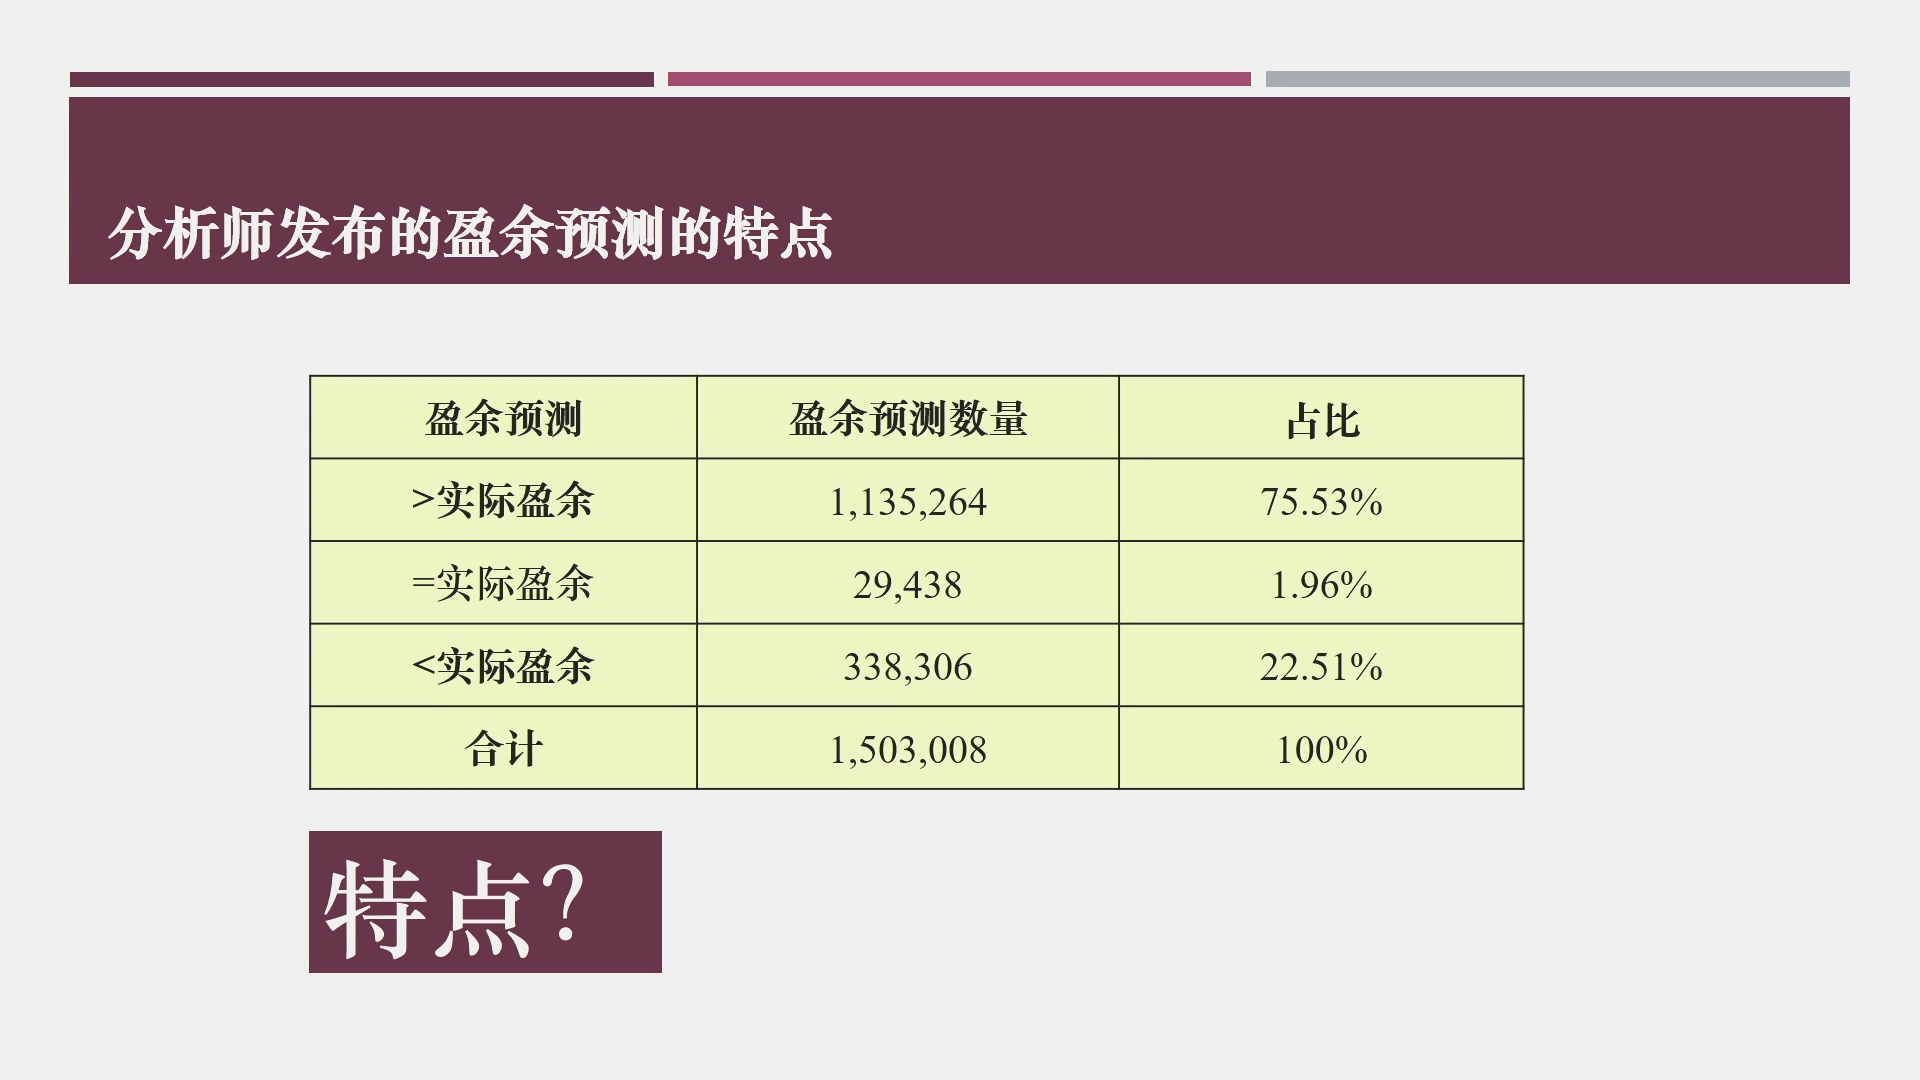 分析师发布的盈余预测的特点
盈余预测 盈余预测数量 占比
>实际盈余 1,135,264 75.53%
=实际盈余 29,438 1.96%
<实际盈余 338,306 22.51%
合计 1,503,008 100%
特点?